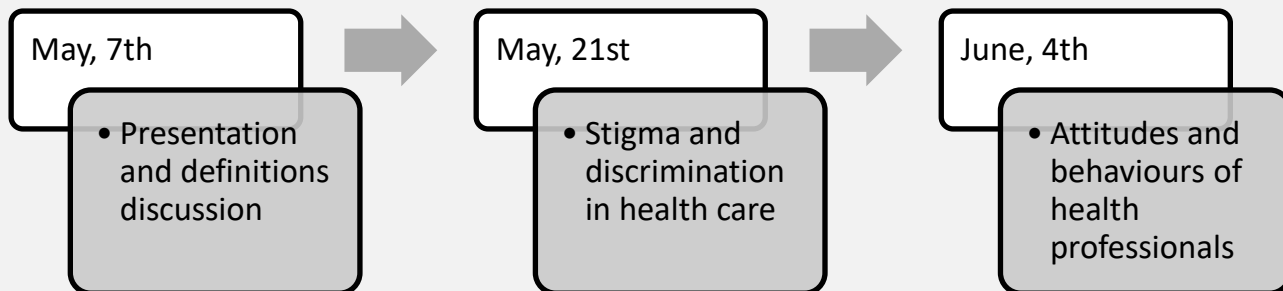 May, 7th
• Presentation
and definitions
discussion
May, 21st
• Stigma and
discrimination
in health care
June, 4th
• Attitudes and
behaviours of
health
professionals